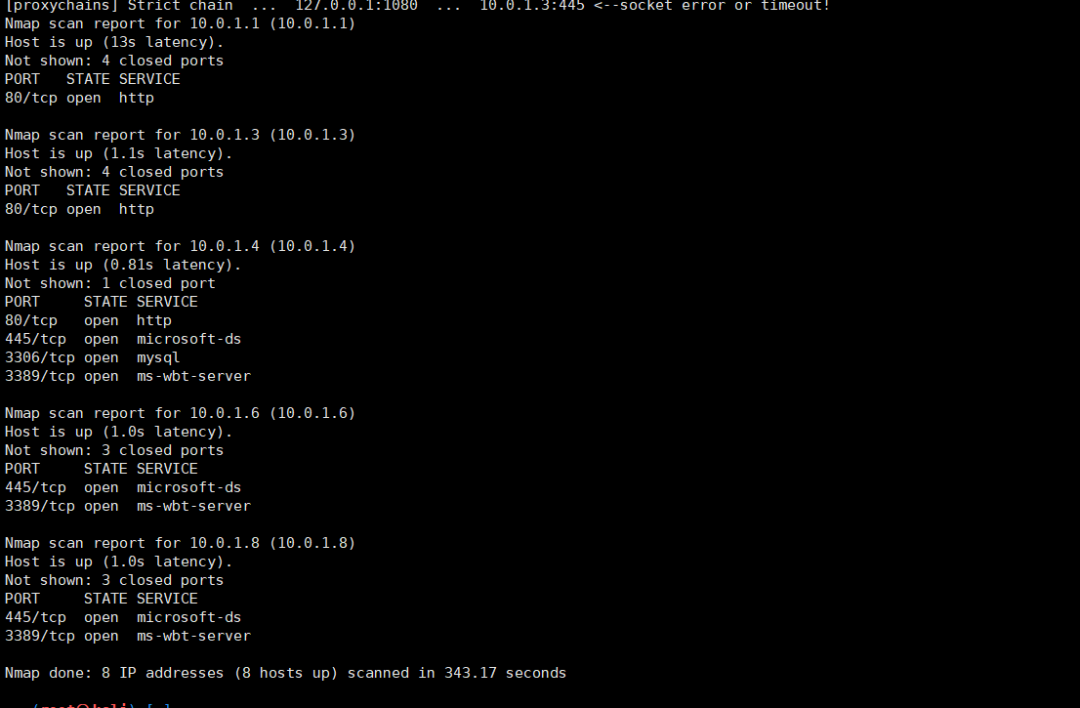 [proxychains] Strict chain  ...  127.0.0.1:1080  ...  10.0.1.3:445 <--socket error or timeout!
Nmap scan report for 10.0.1.1 (10.0.1.1)
Host is up (13s latency).
Not shown: 4 closed ports
PORT   STATE SERVICE
80/tcp open  http
Nmap scan report for 10.0.1.3 (10.0.1.3)
Host is up (1.1s latency).
Not shown: 4 closed ports
PORT   STATE SERVICE
80/tcp open  http
Nmap scan report for 10.0.1.4 (10.0.1.4)
Host is up (0.81s latency).
Not shown: 1 closed port
PORT     STATE SERVICE
80/tcp   open  http
445/tcp  open  microsoft-ds
3306/tcp open  mysql
3389/tcp open  ms-wbt-server
Nmap scan report for 10.0.1.6 (10.0.1.6)
Host is up (1.0s latency).
Not shown: 3 closed ports
PORT     STATE SERVICE
445/tcp  open  microsoft-ds
3389/tcp open  ms-wbt-server
Nmap scan report for 10.0.1.8 (10.0.1.8)
Host is up (1.0s latency).
Not shown: 3 closed ports
PORT     STATE SERVICE
445/tcp  open  microsoft-ds
3389/tcp open  ms-wbt-server
Nmap done: 8 IP addresses (8 hosts up) scanned in 343.17 seconds